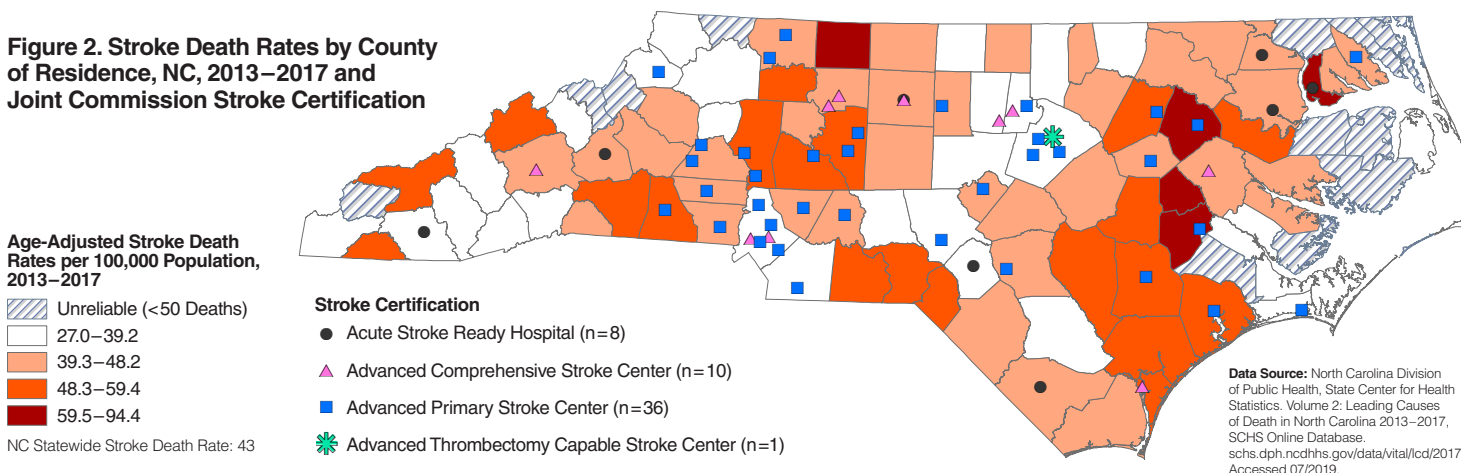 Figure 2. Stroke Death Rates by County
of Residence, NC, 2013–2017 and
Joint Commission Stroke Certification
Age-Adjusted Stroke Death
Rates per 100,000 Population,
2013–2017
Unreliable (<50 Deaths)
27.0–39.2
39.3–48.2
48.3–59.4
59.5–94.4
NC Statewide Stroke Death Rate: 43
Stroke Certification
Acute Stroke Ready Hospital (n=8)
Advanced Comprehensive Stroke Center (n=10)
Advanced Primary Stroke Center (n=36)
Advanced Thrombectomy Capable Stroke Center (n=1)
Data Source: North Carolina Division
of Public Health, State Center for Health
Statistics. Volume 2: Leading Causes
of Death in North Carolina 2013–2017,
SCHS Online Database.
schs.dph.ncdhhs.gov/data/vital/lcd/2017
Accessed 07/2019